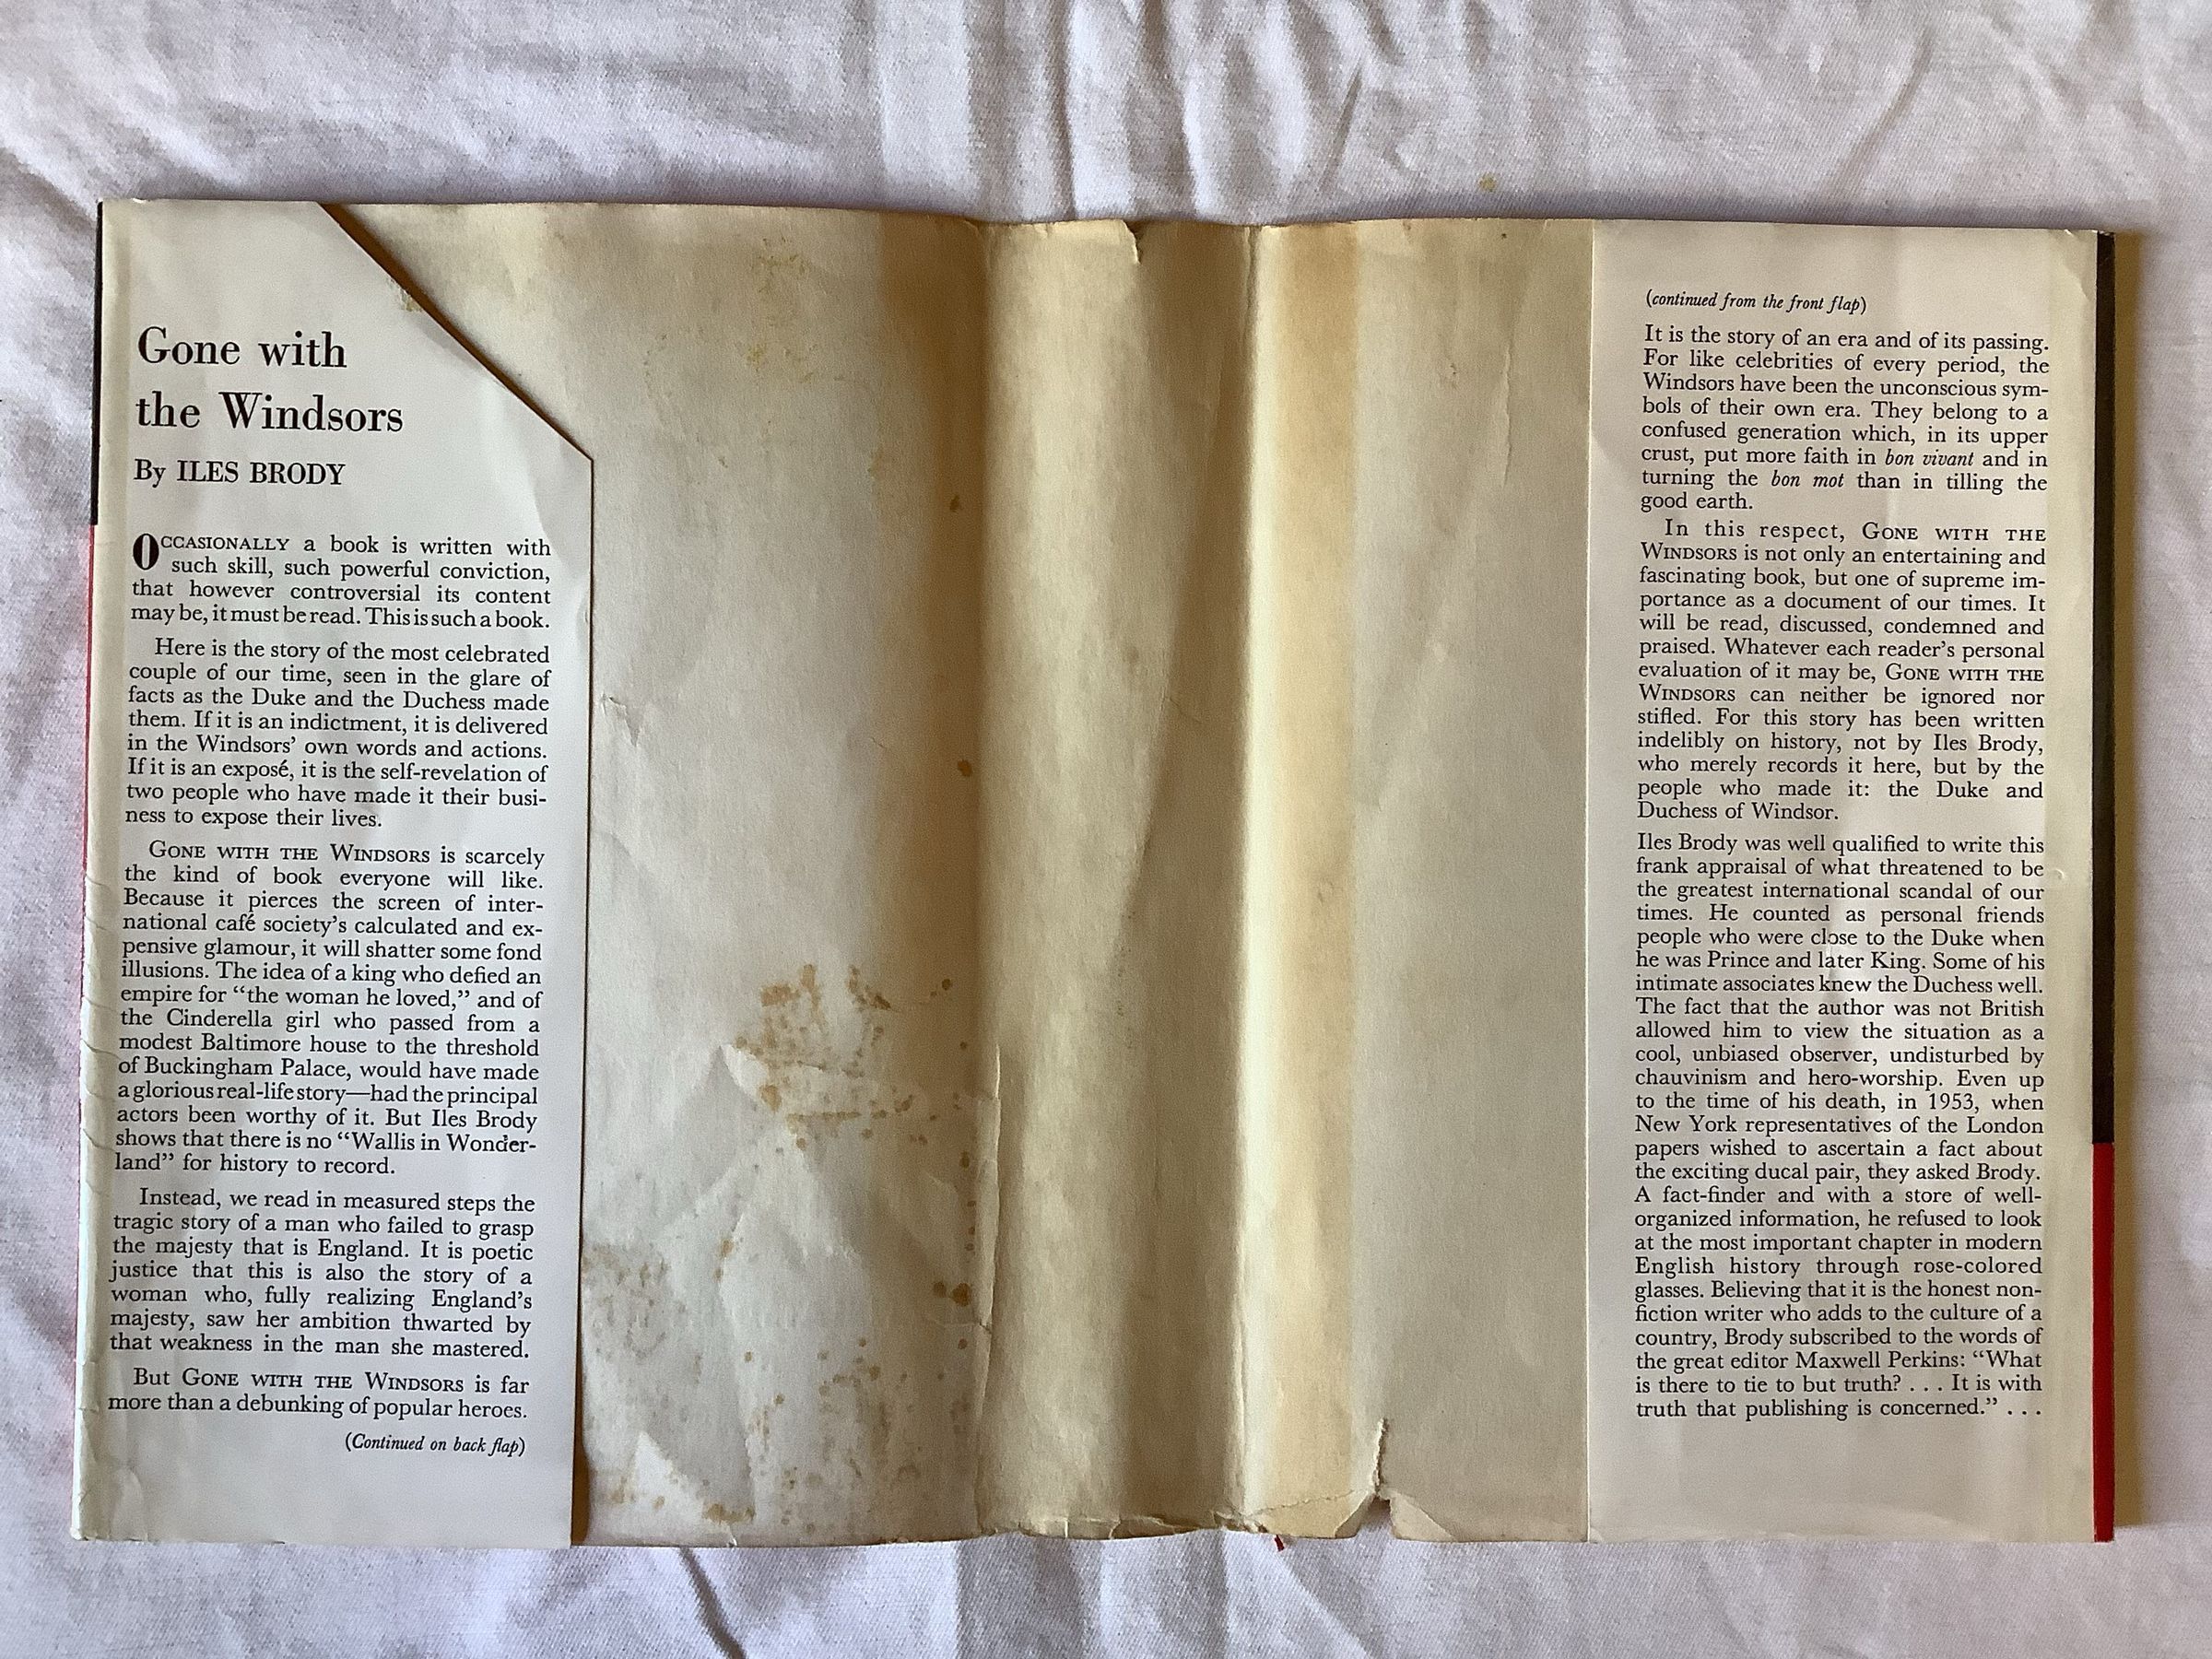 Gone with
the Windsors
By ILES BRODY
OCCASIONALLY a book is written with
such skill, such powerful conviction,
that however controversial its content
may be, it must be read. This is such a book.
Here is the story of the most celebrated
couple of our time, seen in the glare of
facts as the Duke and the Duchess made
them. If it is an indictment, it is delivered
in the Windsors' own words and actions.
If it is an exposé, it is the self-revelation of
two people who have made it their busi-
ness to expose their lives.
GONE WITH THE WINDSORS is scarcely
the kind of book everyone will like.
Because it pierces the screen of inter-
national café society's calculated and ex-
pensive glamour, it will shatter some fond
illusions. The idea of a king who defied an
empire for “the woman he loved,” and of
the Cinderella girl who passed from a
modest Baltimore house to the threshold
of Buckingham Palace, would have made
a glorious real-life story—had the principal
actors been worthy of it. But Iles Brody
shows that there is no “Wallis in Wonder-
land” for history to record.
Instead, we read in measured steps the
tragic story of a man who failed to grasp
the majesty that is England. It is poetic
justice that this is also the story of a
woman who, fully realizing England's
majesty, saw her ambition thwarted by
that weakness in the man she mastered.
But GONE WITH THE WINDSORS is far
more than a debunking of popular heroes.
(Continued on back flap)
(continued from the front flap)
It is the story of an era and of its passing.
For like celebrities of every period, the
Windsors have been the unconscious sym-
bols of their own era. They belong to a
confused generation which, in its upper
crust, put more faith in bon vivant and in
turning the bon mot than in tilling the
good earth.
In this respect, GONE WITH THE
WINDSORS is not only an entertaining and
fascinating book, but one of supreme im-
portance as a document of our times. It
will be read, discussed, condemned and
praised. Whatever each reader's personal
evaluation of it may be, GONE WITH THE
WINDSORS can neither be ignored nor
stifled. For this story has been written
indelibly on history, not by Iles Brody,
who merely records it here, but by the
people who made it: the Duke and
Duchess of Windsor.
Iles Brody was well qualified to write this
frank appraisal of what threatened to be
the greatest international scandal of our
times. He counted as personal friends
people who were close to the Duke when
he was Prince and later King. Some of his
intimate associates knew the Duchess well.
The fact that the author was not British
allowed him to view the situation as a
cool, unbiased observer, undisturbed by
chauvinism and hero-worship. Even up
to the time of his death, in 1953, when
New York representatives of the London
papers wished to ascertain a fact about
the exciting ducal pair, they asked Brody.
A fact-finder and with a store of well-
organized information, he refused to look
at the most important chapter in modern
English history through rose-colored
glasses. Believing that it is the honest non-
fiction writer who adds to the culture of a
country, Brody subscribed to the words of
the great editor Maxwell Perkins: “What
is there to tie to but truth? . . . It is with
truth that publishing is concerned.” . . .